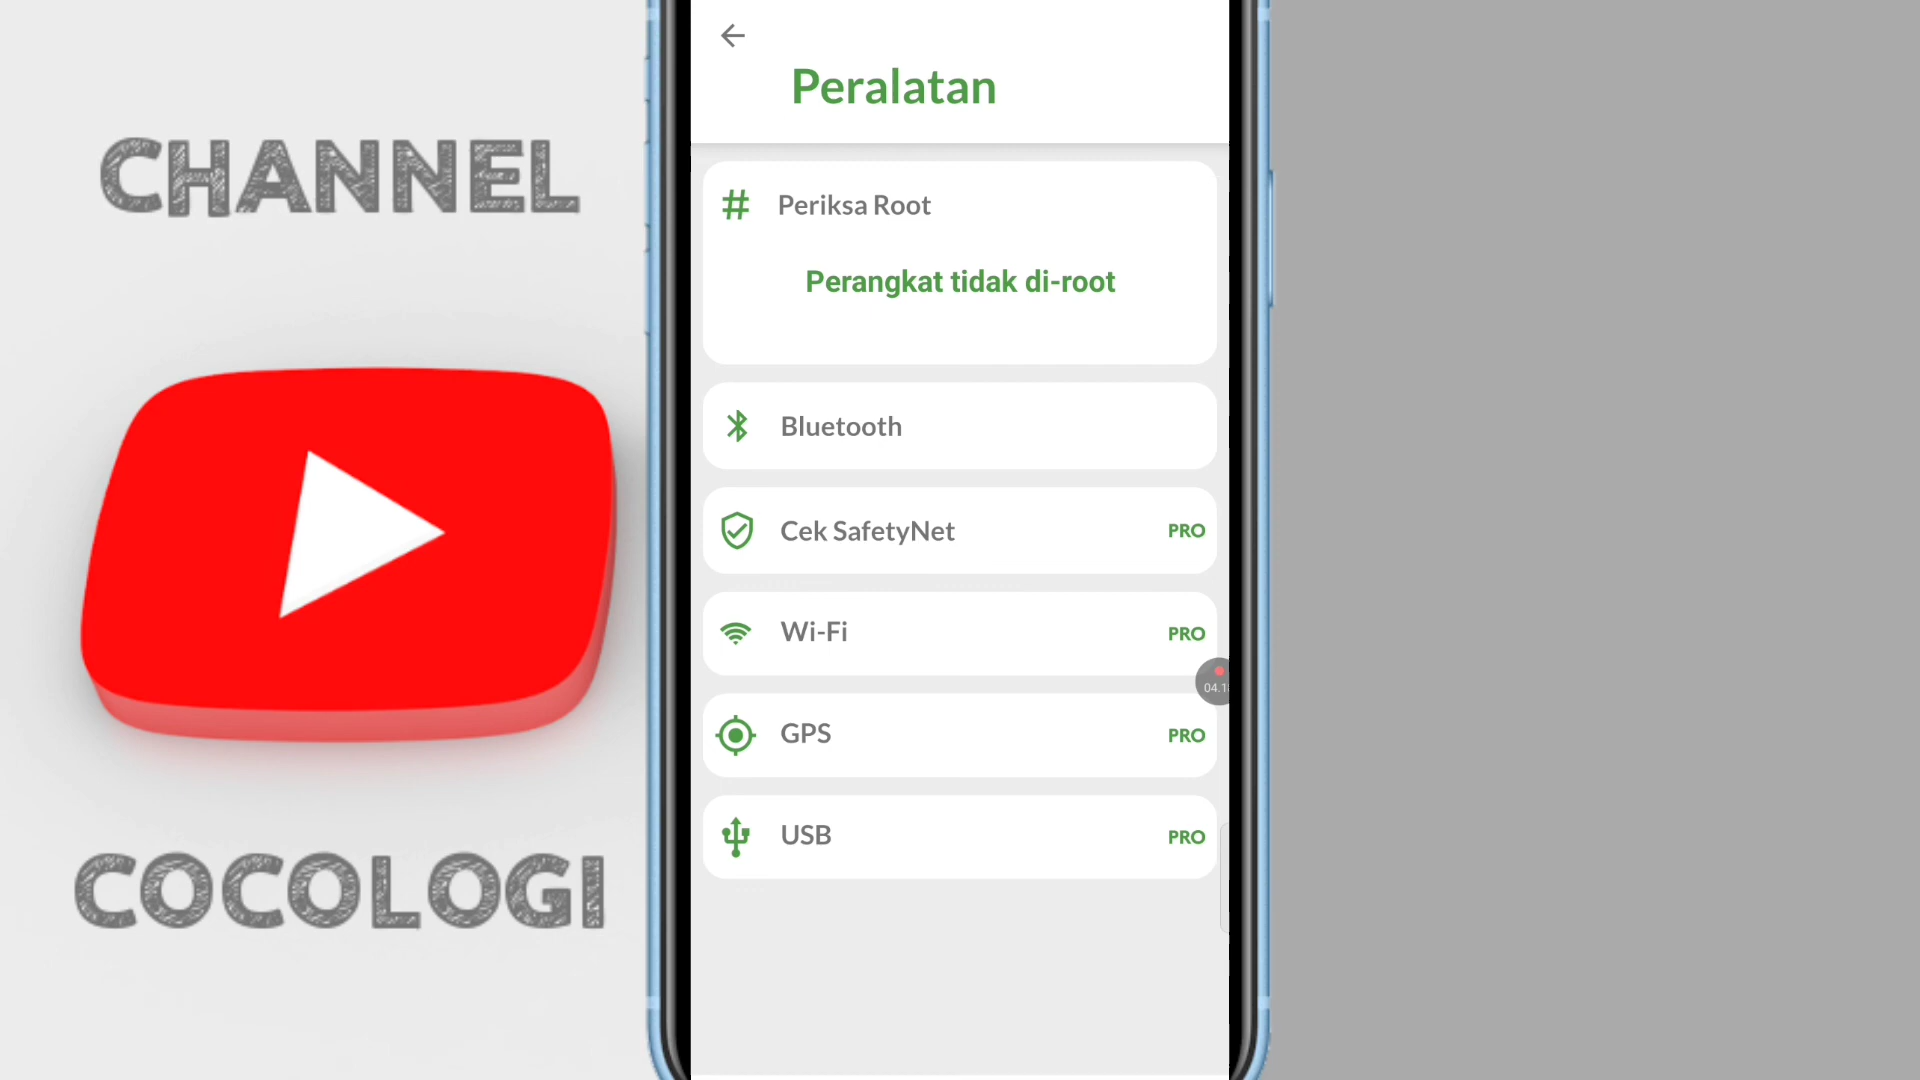 CHANNEL
COCOLOGI
Peralatan
Periksa Root
Perangkat tidak di-root
Bluetooth
Cek SafetyNet PRO
Wi-Fi PRO
GPS PRO
USB PRO